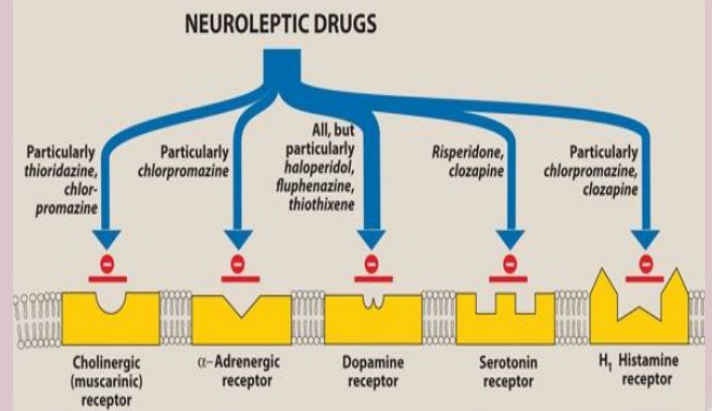 NEUROLEPTIC DRUGS
Particularly
thioridazine,
chlor-
promazine
Particularly
chlorpromazine
All, but
particularly
haloperidol,
fluphenazine,
thiothixene
Risperidone,
clozapine
Particularly
chlorpromazine,
clozapine
Cholinergic
(muscarinic)
receptor
α–Adrenergic
receptor
Dopamine
receptor
Serotonin
receptor
H₁ Histamine
receptor